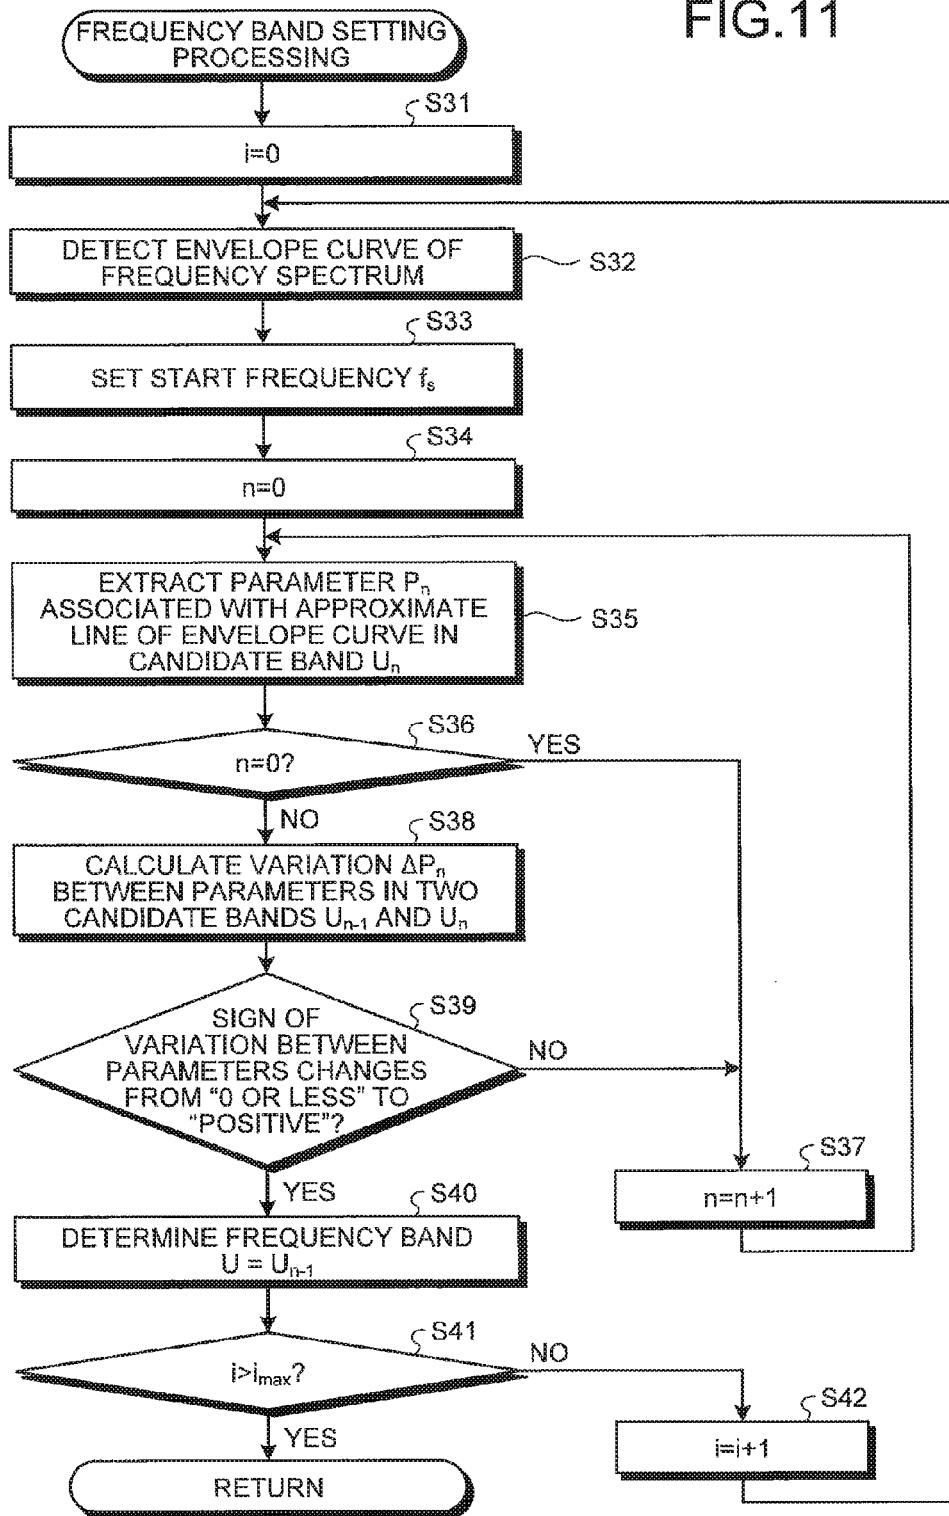 FIG.11
FREQUENCY BAND SETTING
PROCESSING
S31
i=0
DETECT ENVELOPE CURVE OF
FREQUENCY SPECTRUM
S32
S33
SET START FREQUENCY fs
S34
n=0
EXTRACT PARAMETER Pn
ASSOCIATED WITH APPROXIMATE
LINE OF ENVELOPE CURVE IN
CANDIDATE BAND Un
S35
S36
n=0?
YES
NO
S38
CALCULATE VARIATION ΔPn
BETWEEN PARAMETERS IN TWO
CANDIDATE BANDS Un-1 AND Un
S39
SIGN OF
VARIATION BETWEEN
PARAMETERS CHANGES
FROM “0 OR LESS” TO
“POSITIVE”?
NO
YES
S37
n=n+1
S40
DETERMINE FREQUENCY BAND
U = Un-1
S41
i>imax?
NO
YES
S42
i=i+1
RETURN